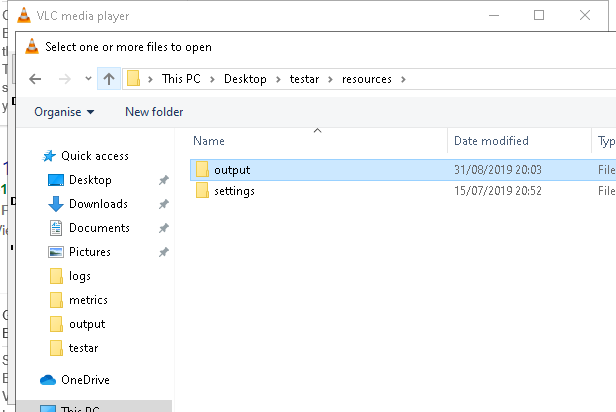 VLC media player
Select one or more files to open
This PC > Desktop > testar > resources >
Organise New folder
Name Date modified Typ
output 31/08/2019 20:03 File
settings 15/07/2019 20:52 File
Quick access
Desktop
Downloads
Documents
Pictures
logs
metrics
output
testar
OneDrive
This PC